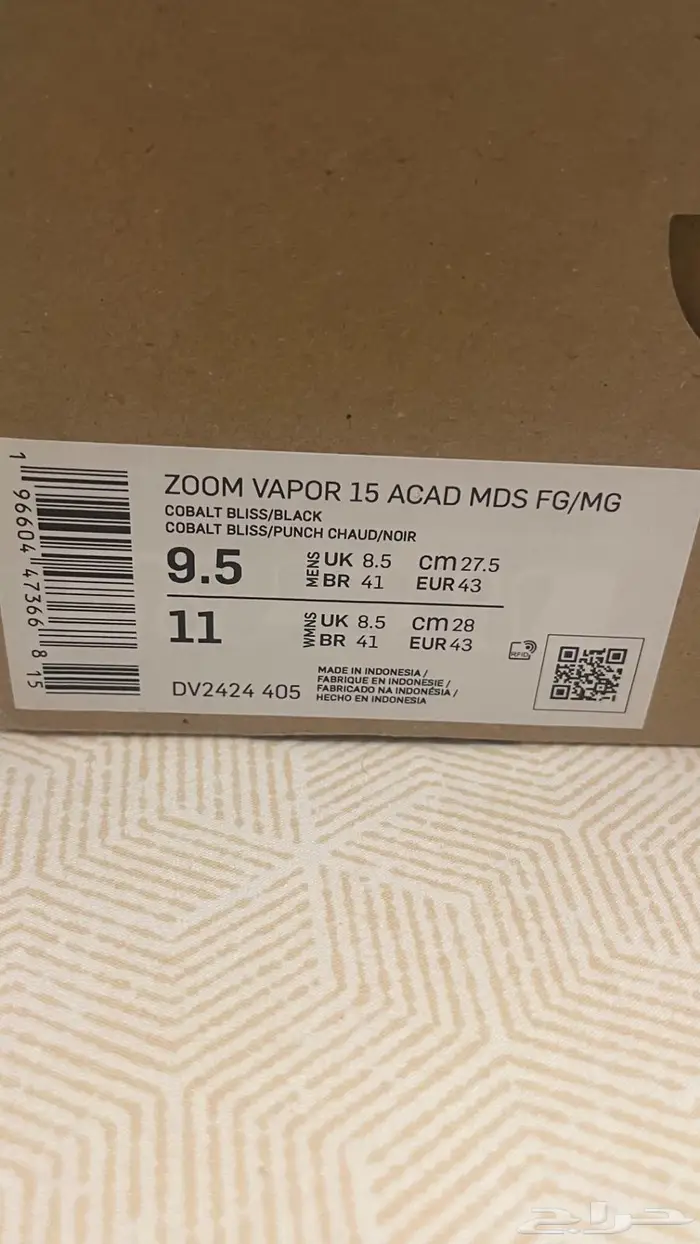 ZOOM VAPOR 15 ACAD MDS FG/MG
COBALT BLISS/BLACK
COBALT BLISS/PUNCH CHAUD/NOIR
9.5 MENS UK 8.5 cm 27.5
BR 41 EUR 43
11 WMNS UK 8.5 cm 28
BR 41 EUR 43
RFID
DV2424 405
MADE IN INDONESIA /
FABRIQUE EN INDONESIE /
FABRICADO NA INDONÉSIA /
HECHO EN INDONESIA
1 96604 47366 8 15
حراج